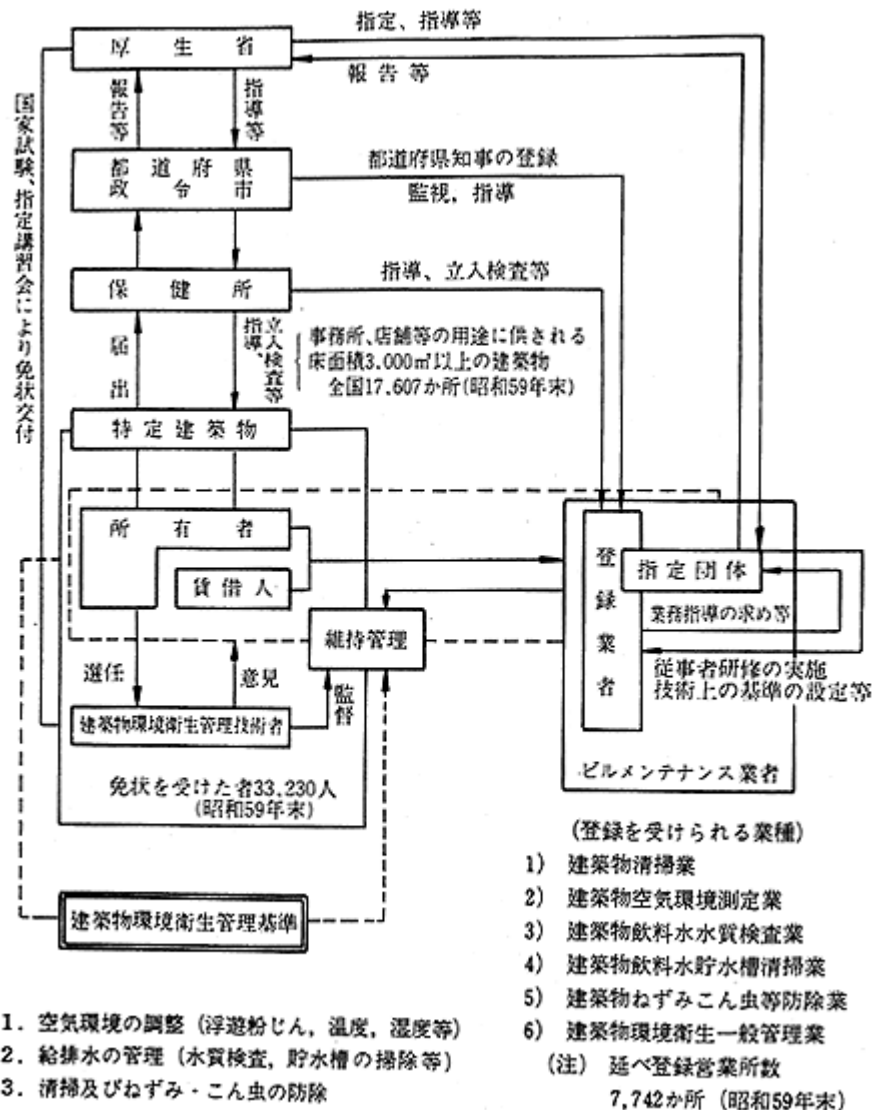 指定、指導等
厚生省
報告等
報告等
指導等
国家試験、指定講習会により免状交付
都道府県
政令市
都道府県知事の登録
監視，指導
保健所
指導、立入検査等
届出
指導、
立入検査等
事務所、店舗等の用途に供される
床面積3.000㎡以上の建築物
全国17.607か所(昭和59年末)
特定建築物
所有者
賃借人
維持管理
選任
意見
監督
建築物環境衛生管理技術者
免状を受けた者33.230人
(昭和59年末)
登録業者
指定団体
業務指導の求め等
従事者研修の実施
技術上の基準の設定等
ビルメンテナンス業者
建築物環境衛生管理基準
1. 空気環境の調整 (浮遊粉じん，温度，湿度等)
2. 給排水の管理 (水質検査，貯水槽の掃除等)
3. 清掃及びねずみ・こん虫の防除
(登録を受けられる業種)
1) 建築物清掃業
2) 建築物空気環境測定業
3) 建築物飲料水水質検査業
4) 建築物飲料水貯水槽清掃業
5) 建築物ねずみこん虫等防除業
6) 建築物環境衛生一般管理業
(注) 延べ登録営業所数
7,742か所 (昭和59年末)